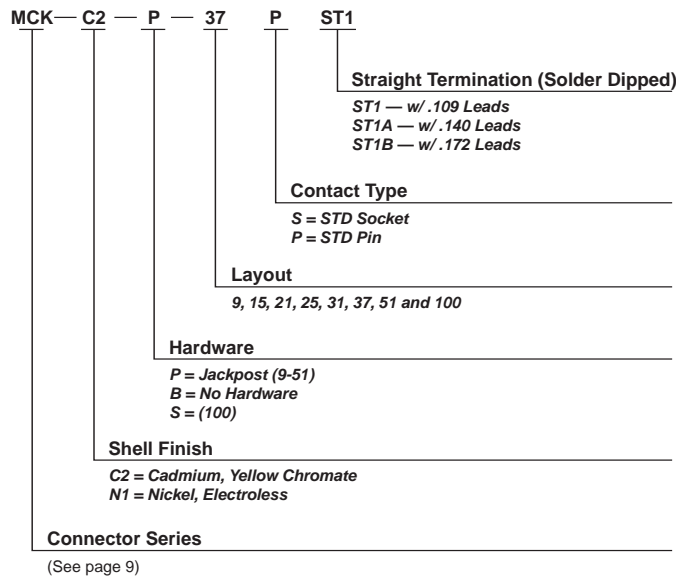 MCK — C2 — P — 37 P ST1
Straight Termination (Solder Dipped)
ST1 — w/ .109 Leads
ST1A — w/ .140 Leads
ST1B — w/ .172 Leads
Contact Type
S = STD Socket
P = STD Pin
Layout
9, 15, 21, 25, 31, 37, 51 and 100
Hardware
P = Jackpost (9-51)
B = No Hardware
S = (100)
Shell Finish
C2 = Cadmium, Yellow Chromate
N1 = Nickel, Electroless
Connector Series
(See page 9)